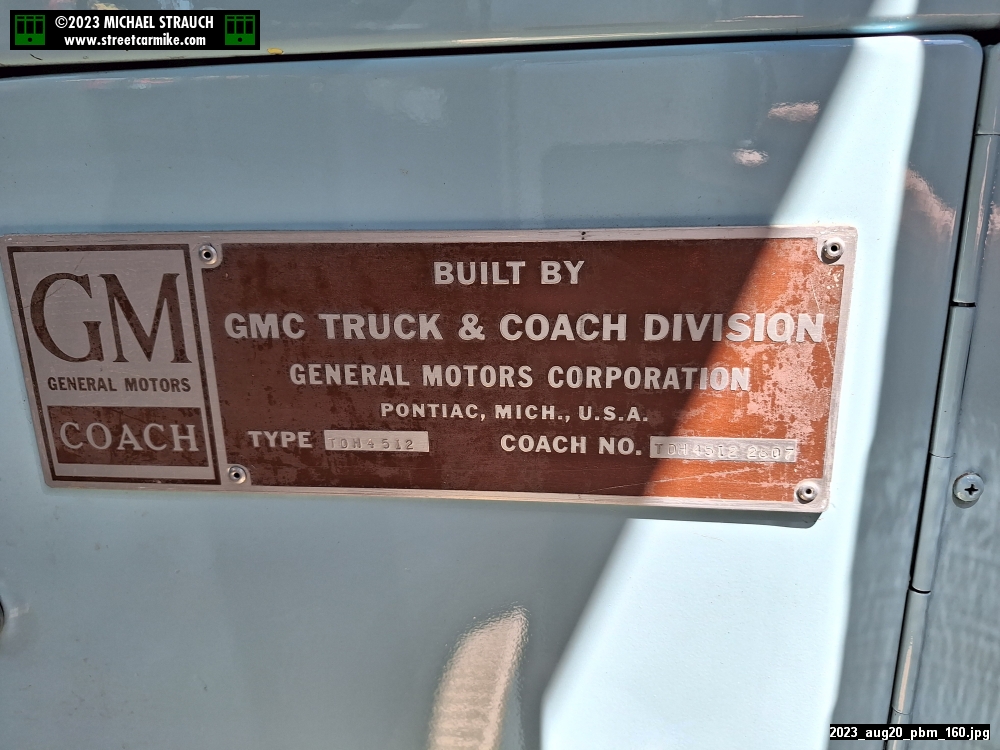 ©2023 MICHAEL STRAUCH
www.streetcarmike.com
GM
GENERAL MOTORS
COACH
BUILT BY
GMC TRUCK & COACH DIVISION
GENERAL MOTORS CORPORATION
PONTIAC, MICH., U.S.A.
TYPE TDH4512 COACH NO. TDH4512 2607
2023_aug20_pbm_160.jpg